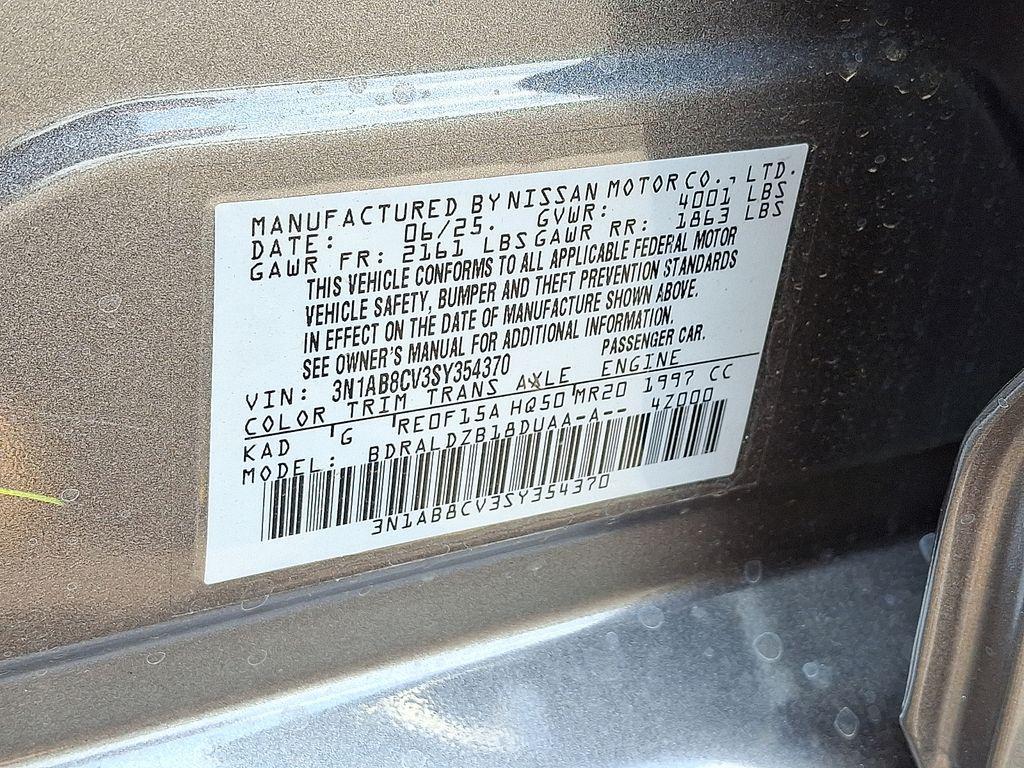 MANUFACTURED BY NISSAN MOTOR CO., LTD.
DATE: 06/25. GVWR: 4001 LBS
GAWR FR: 2161 LBS GAWR RR: 1863 LBS
THIS VEHICLE CONFORMS TO ALL APPLICABLE FEDERAL MOTOR
VEHICLE SAFETY, BUMPER AND THEFT PREVENTION STANDARDS
IN EFFECT ON THE DATE OF MANUFACTURE SHOWN ABOVE.
SEE OWNER'S MANUAL FOR ADDITIONAL INFORMATION.
VIN: 3N1AB8CV3SY354370 PASSENGER CAR.
COLOR TRIM TRANS AXLE ENGINE
KAD G RE0F15A HQ50 MR20 1997 CC
MODEL: BDRALDZB18DUAA-A-- 4Z000
3N1AB8CV3SY354370